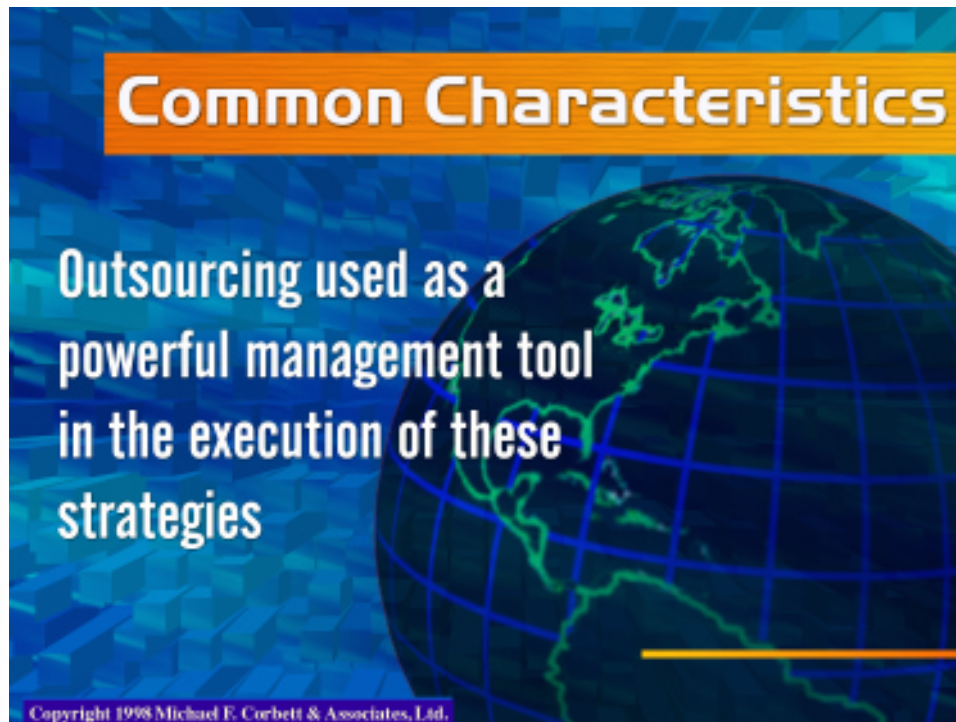 Common Characteristics
Outsourcing used as a
powerful management tool
in the execution of these
strategies
Copyright 1998 Michael F. Corbett & Associates, Ltd.